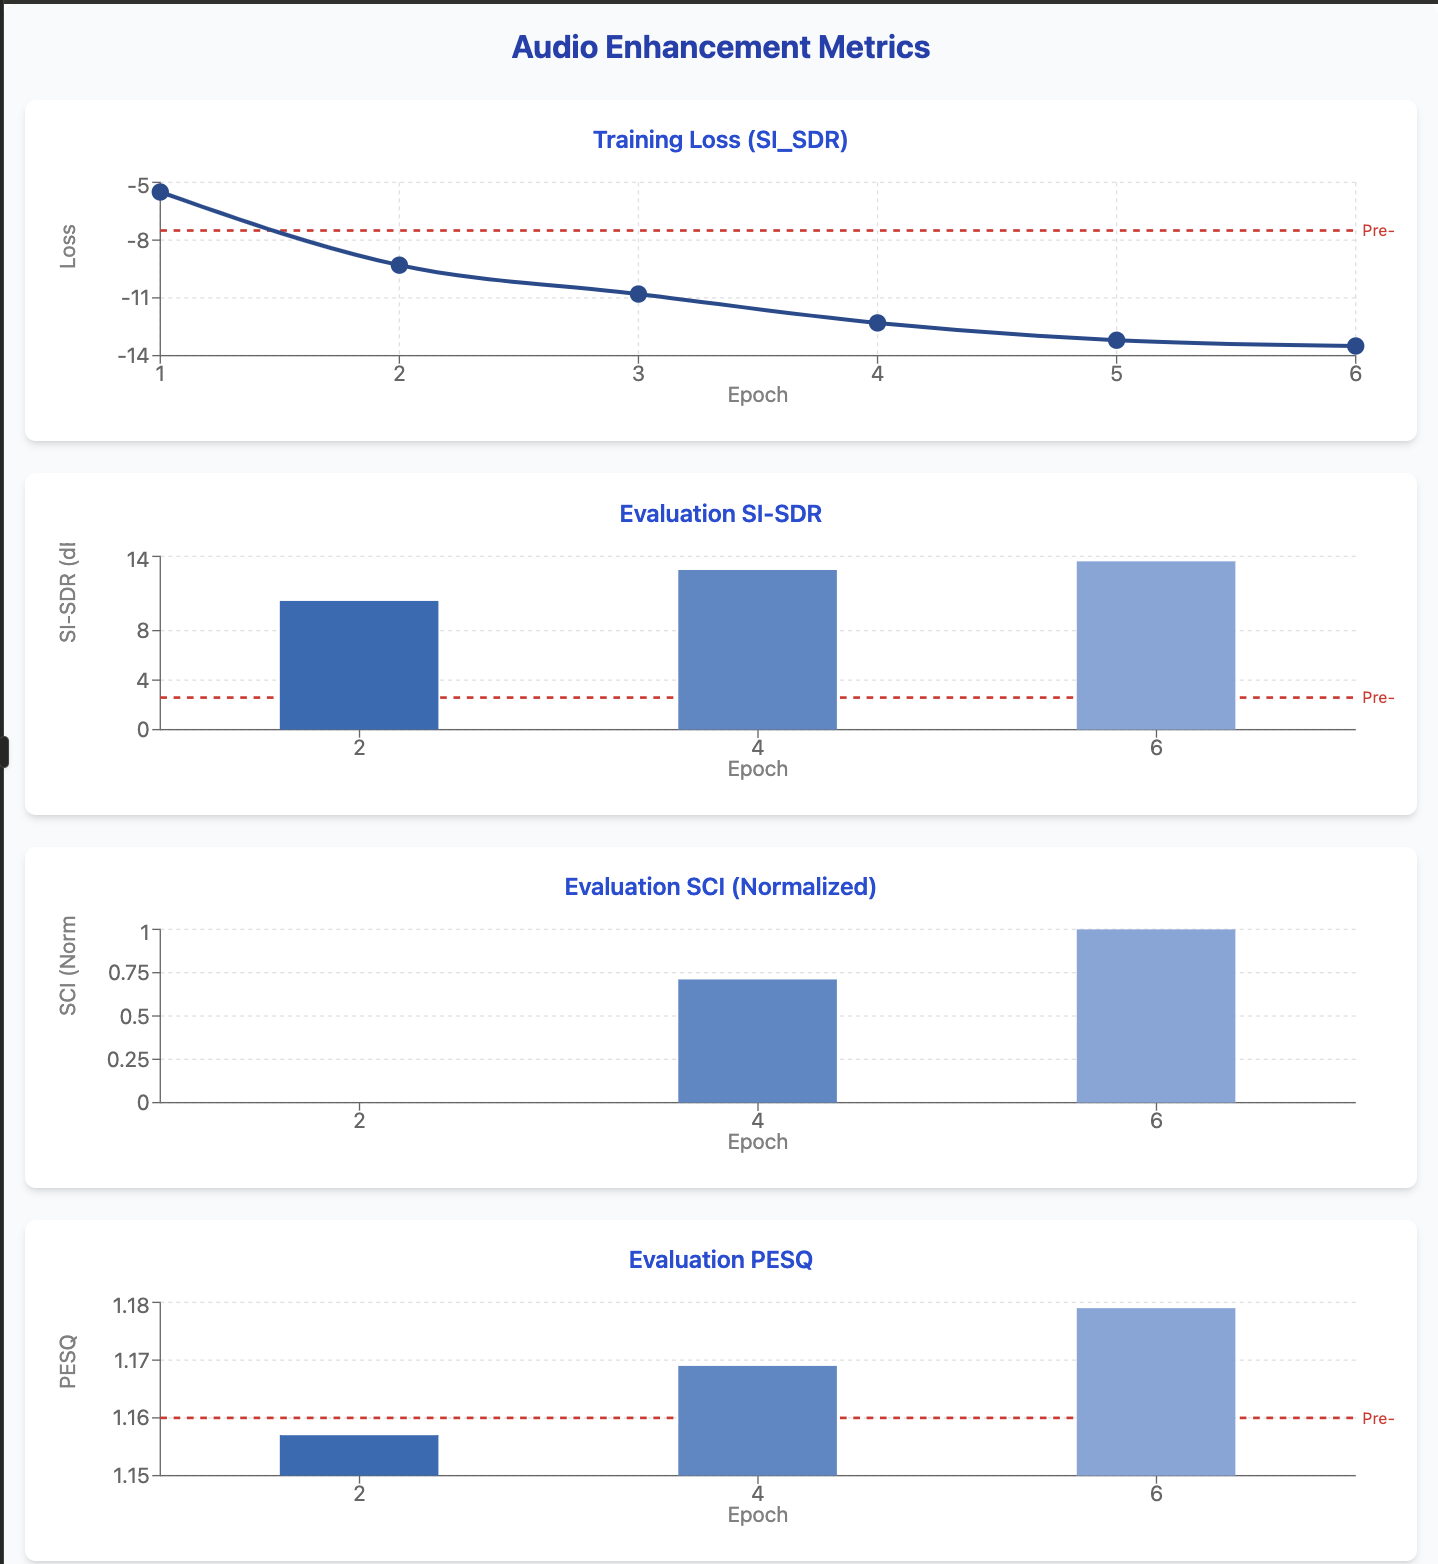 Audio Enhancement Metrics
Training Loss (SI_SDR)
-5
-8
-11
-14
Loss
Pre-
1 2 3 4 5 6
Epoch
Evaluation SI-SDR
14
8
4
0
SI-SDR (dI
Pre-
2 4 6
Epoch
Evaluation SCI (Normalized)
1
0.75
0.5
0.25
0
SCI (Norm
2 4 6
Epoch
Evaluation PESQ
1.18
1.17
1.16
1.15
PESQ
Pre-
2 4 6
Epoch